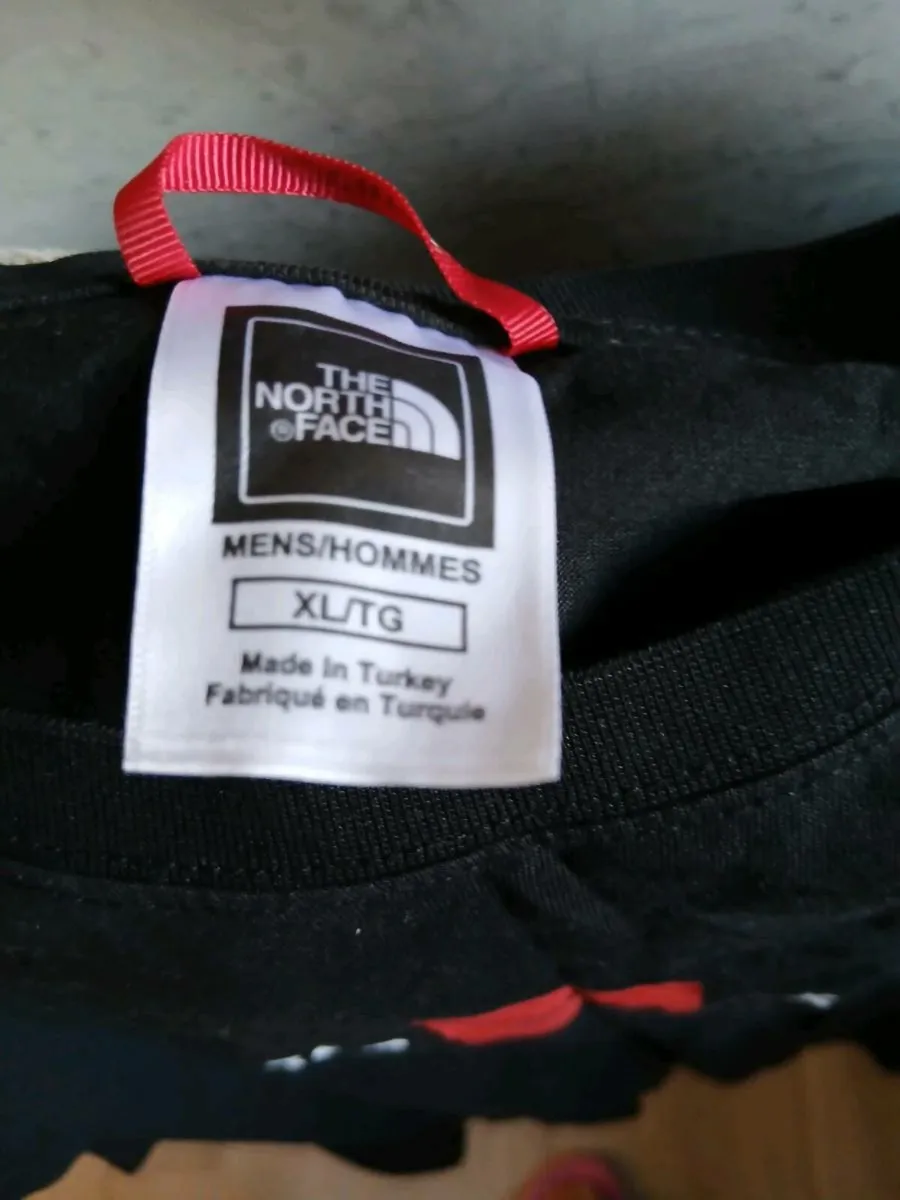 THE
NORTH
®FACE
MENS/HOMMES
XL/TG
Made in Turkey
Fabriqué en Turquie